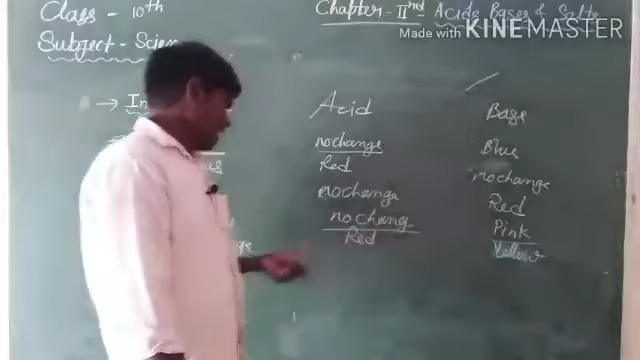 Class - 10th
Chapter - IInd - Acids Bases & Salts
Made with KINEMASTER
Subject - Scien
→ In
Acid
Base
nochange
Blue
Red
nochange
nochange
Red
no chang
Pink
Red
Yellow